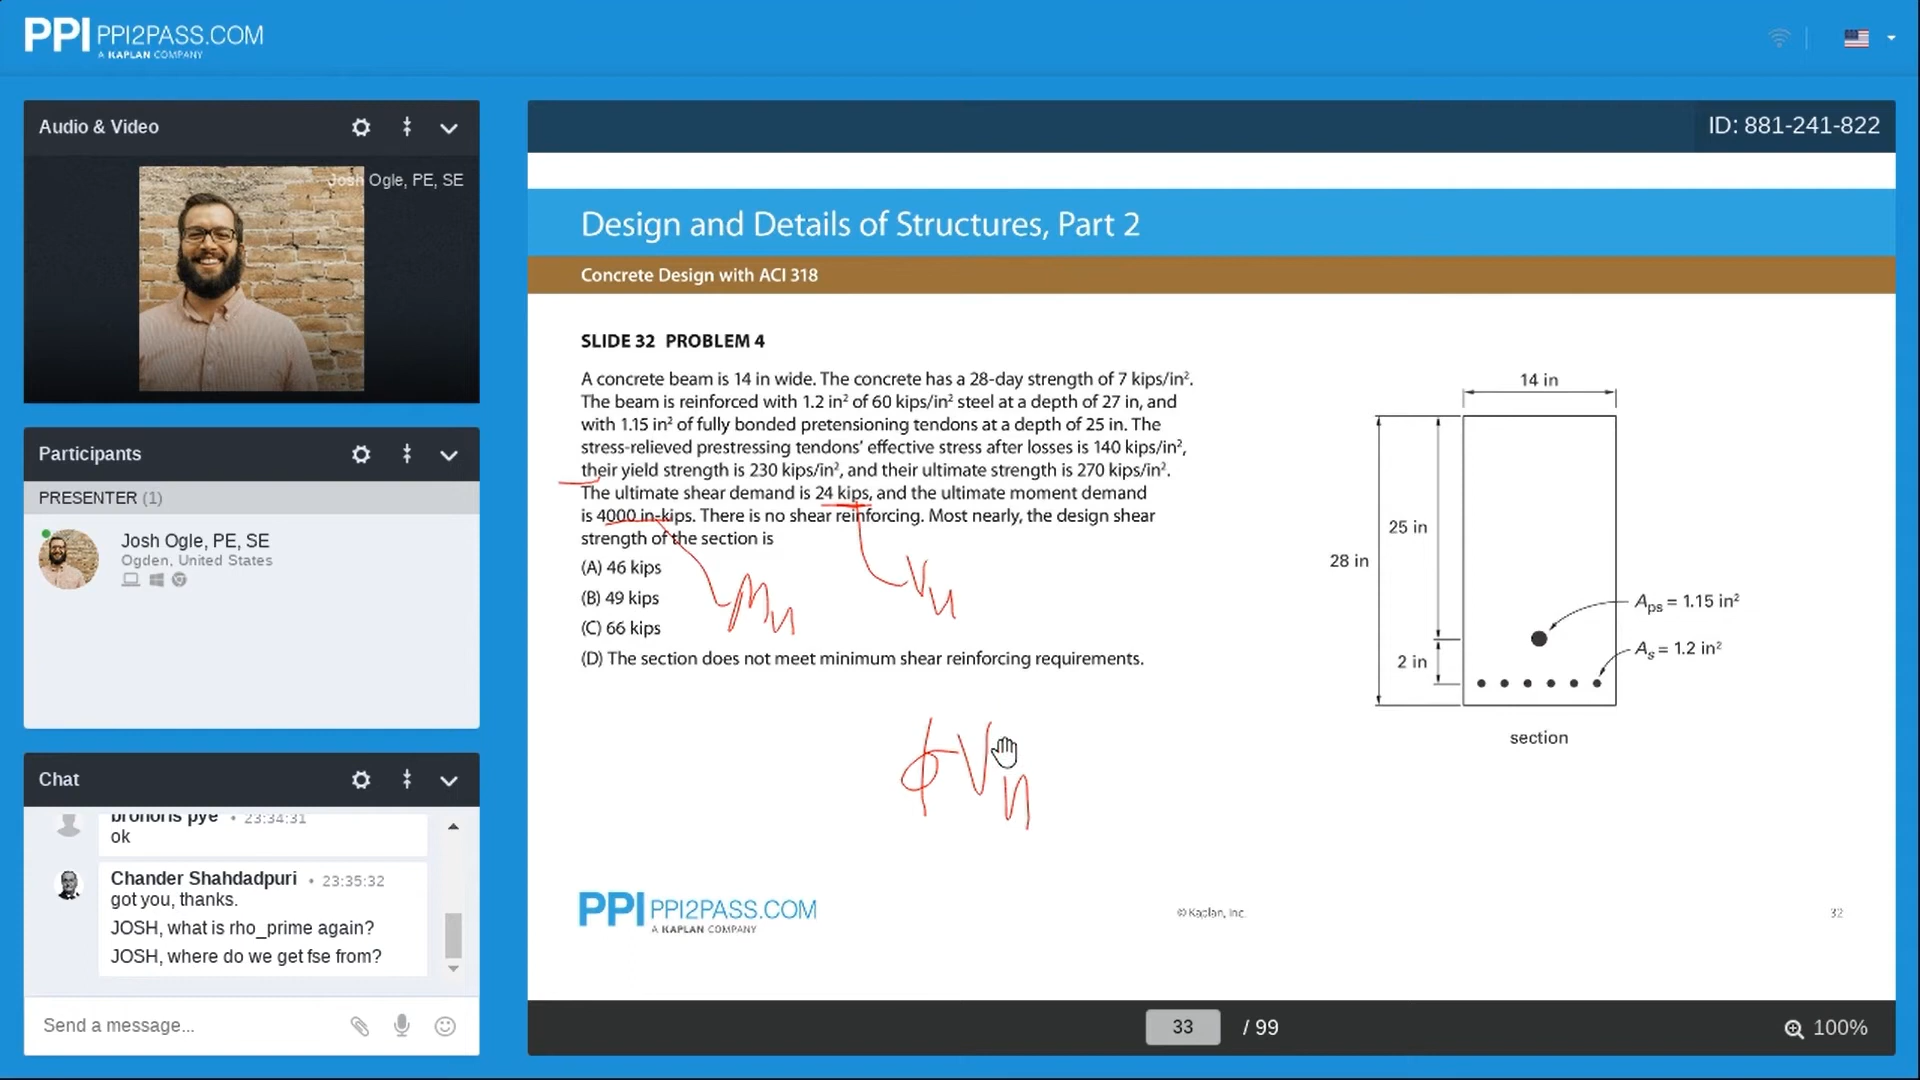 PPI PPI2PASS.COM
A KAPLAN COMPANY
Audio & Video
Josh Ogle, PE, SE
Participants
PRESENTER (1)
Josh Ogle, PE, SE
Ogden, United States
Chat
bronoris pye • 23:34:31
ok
Chander Shahdadpuri • 23:35:32
got you, thanks.
JOSH, what is rho_prime again?
JOSH, where do we get fse from?
Send a message...
ID: 881-241-822
Design and Details of Structures, Part 2
Concrete Design with ACI 318
SLIDE 32 PROBLEM 4
A concrete beam is 14 in wide. The concrete has a 28-day strength of 7 kips/in².
The beam is reinforced with 1.2 in² of 60 kips/in² steel at a depth of 27 in, and
with 1.15 in² of fully bonded pretensioning tendons at a depth of 25 in. The
stress-relieved prestressing tendons’ effective stress after losses is 140 kips/in²,
their yield strength is 230 kips/in², and their ultimate strength is 270 kips/in².
The ultimate shear demand is 24 kips, and the ultimate moment demand
is 4000 in-kips. There is no shear reinforcing. Most nearly, the design shear
strength of the section is
(A) 46 kips
(B) 49 kips
(C) 66 kips
(D) The section does not meet minimum shear reinforcing requirements.
Mu
Vu
ϕVn
14 in
25 in
28 in
2 in
Aps = 1.15 in²
As = 1.2 in²
section
PPI PPI2PASS.COM
A KAPLAN COMPANY
© Kaplan, Inc.
32
33 / 99
100%